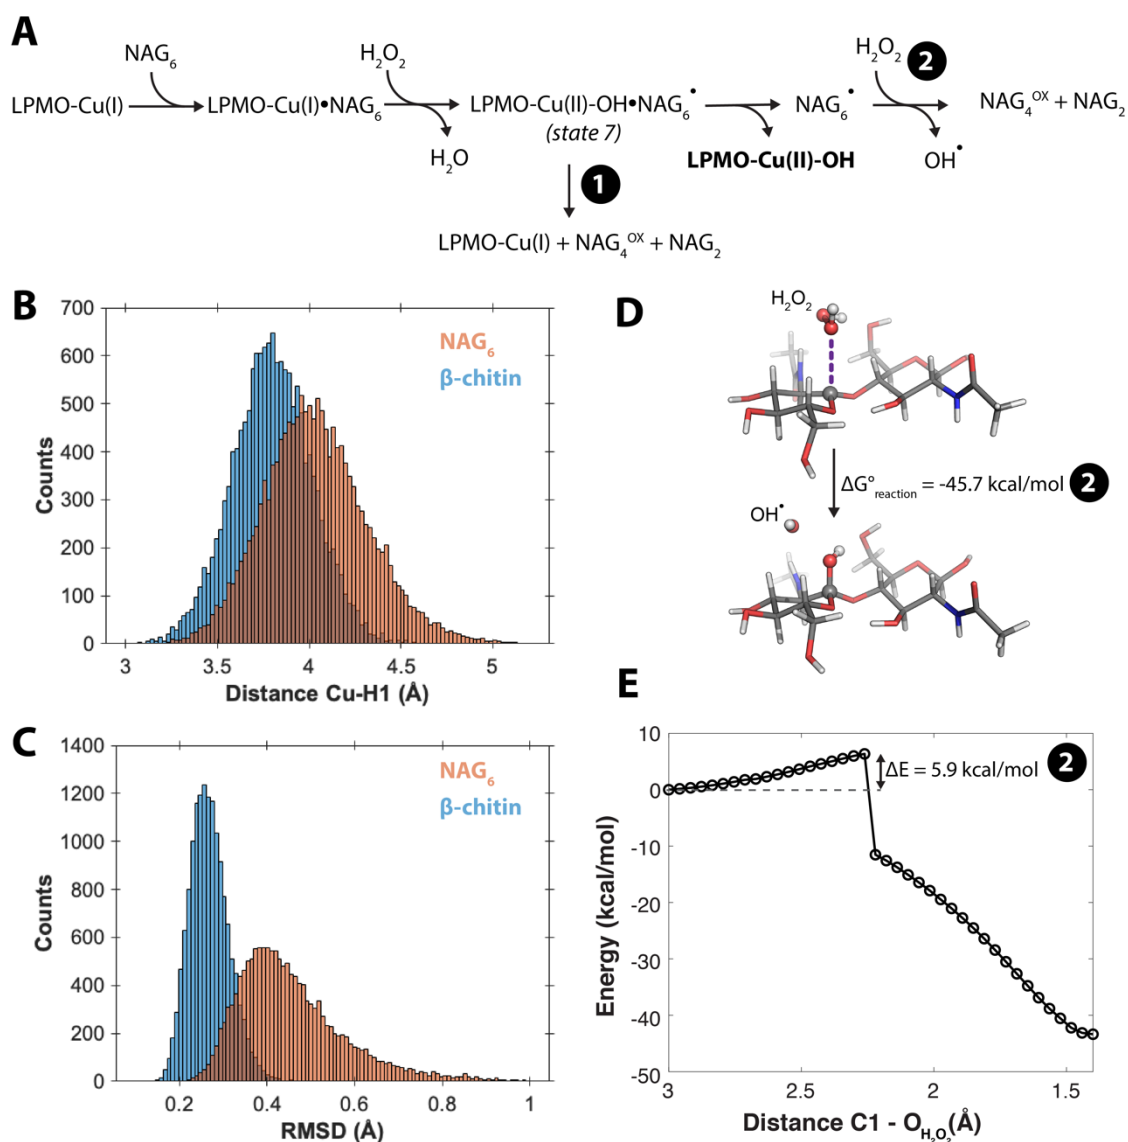 A
NAG₆
H₂O₂
H₂O₂
2
LPMO-Cu(I)
LPMO-Cu(I)•NAG₆
LPMO-Cu(II)-OH•NAG₆•
NAG₆•
NAG₄ᴼˣ + NAG₂
(state 7)
H₂O
LPMO-Cu(II)-OH
OH•
1
LPMO-Cu(I) + NAG₄ᴼˣ + NAG₂
B
700
600
500
400
300
200
100
0
Counts
NAG₆
β-chitin
3
3.5
4
4.5
5
Distance Cu-H1 (Å)
C
1400
1200
1000
800
600
400
200
0
Counts
NAG₆
β-chitin
0.2
0.4
0.6
0.8
1
RMSD (Å)
D
H₂O₂
ΔG°reaction = -45.7 kcal/mol 2
OH•
E
10
0
-10
-20
-30
-40
-50
Energy (kcal/mol)
2
ΔE = 5.9 kcal/mol
3
2.5
2
1.5
Distance C1 - O_H₂O₂(Å)